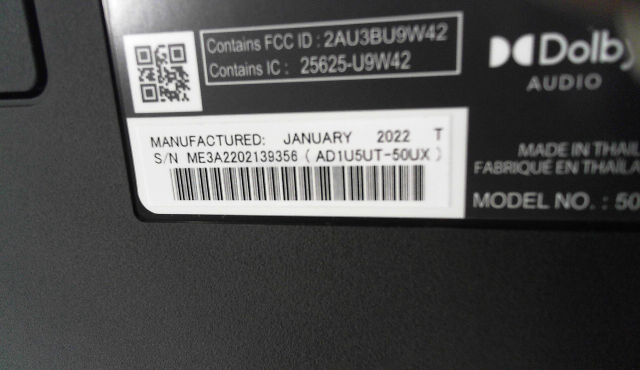 Contains FCC ID : 2AU3BU9W42
Contains IC : 25625-U9W42
Dolby
AUDIO
MANUFACTURED: JANUARY 2022 T
S/N ME3A2202139356 ( AD1U5UT-50UX )
MADE IN THAIL
FABRIQUÉ EN THAÏLA
MODEL NO. : 50